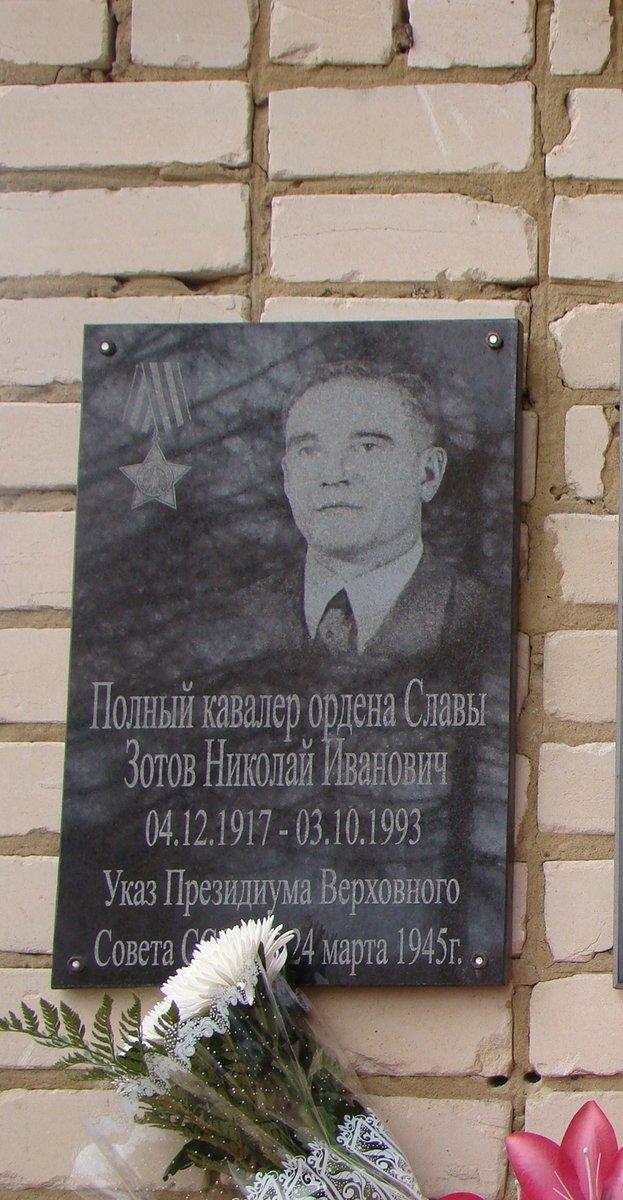 Полный кавалер ордена Славы
Зотов Николай Иванович
04.12.1917 - 03.10.1993
Указ Президиума Верховного
Совета 24 марта 1945г.